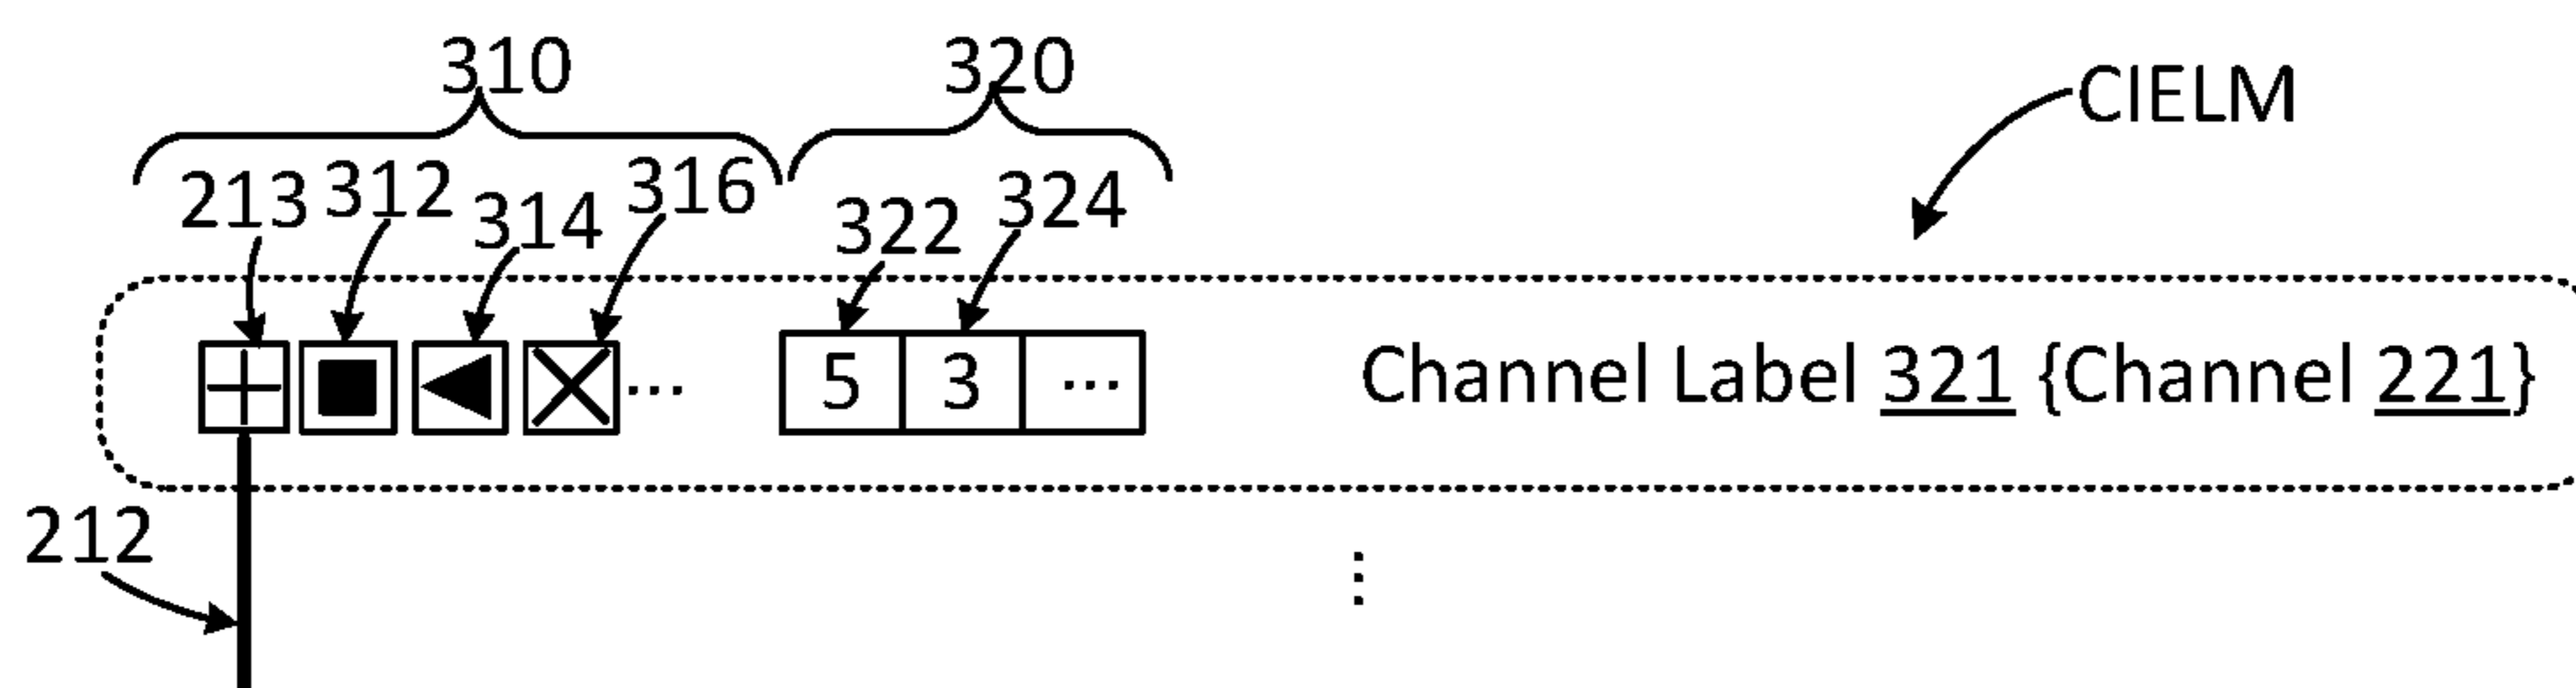 310 320
CIELM
213 312 314 316 322 324
... 5 3 ... Channel Label 321 {Channel 221}
212
⋮